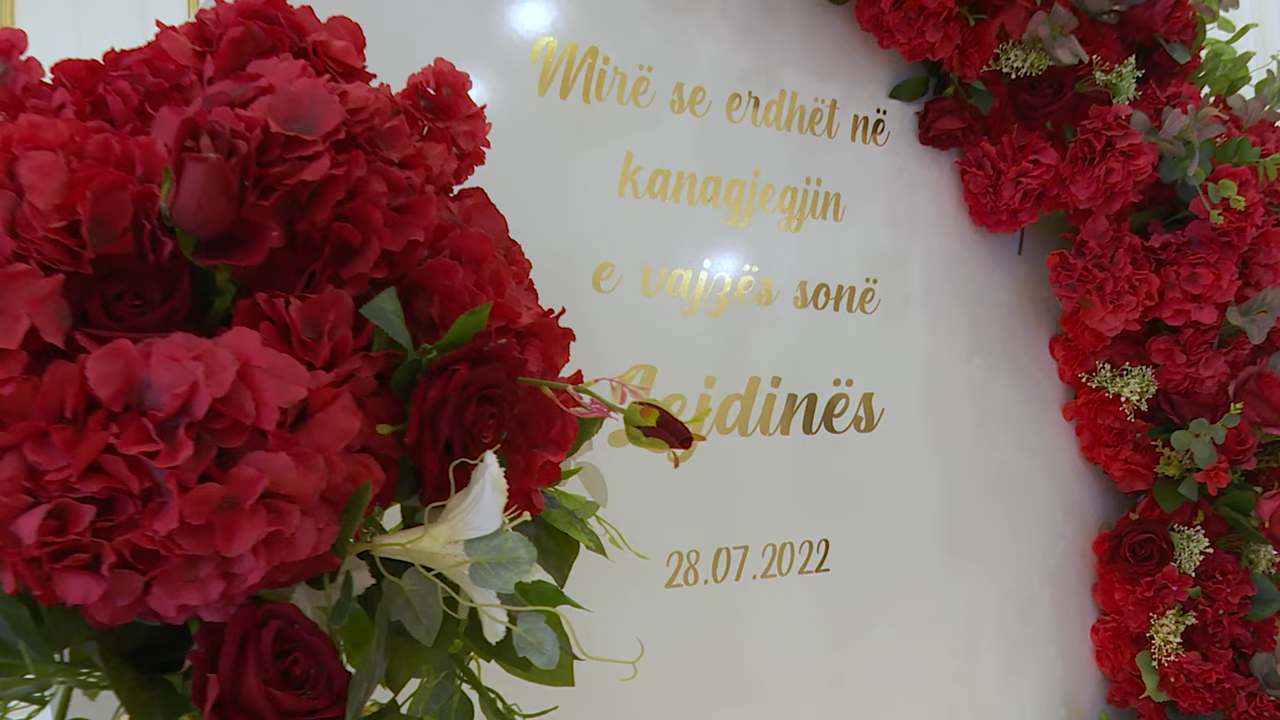 Mirë se erdhët në
kanagjegjin
e vajzës sonë
28.07.2022